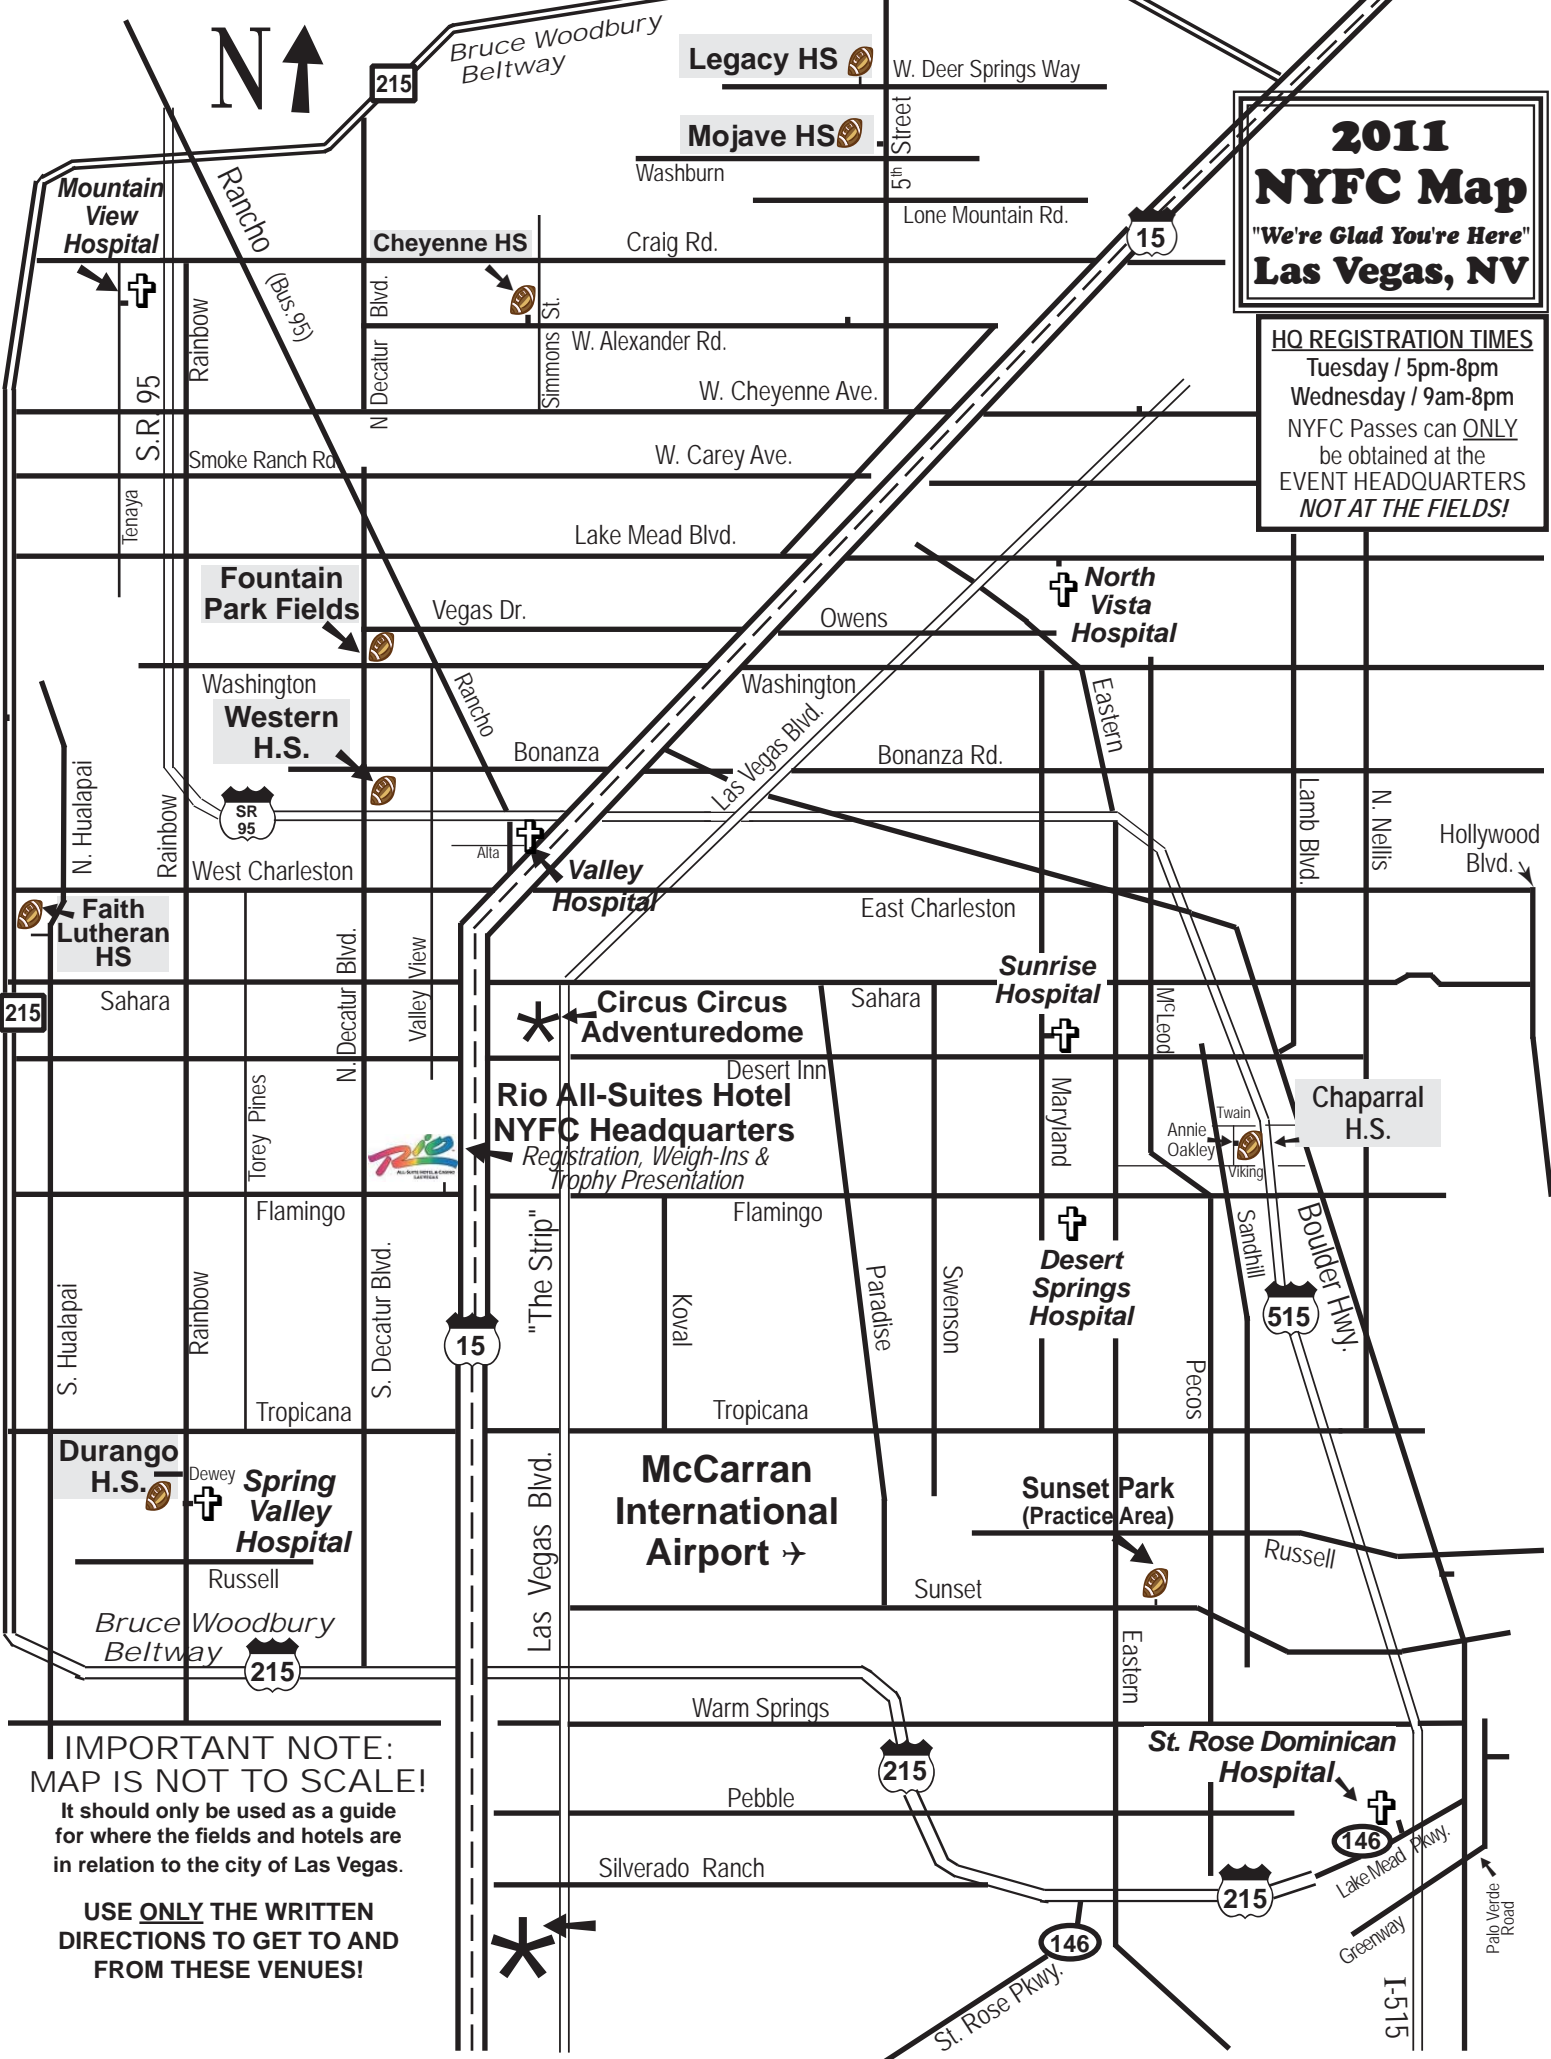 N
Bruce Woodbury
Beltway
215
Legacy HS
W. Deer Springs Way
Mojave HS
5th Street
Washburn
Lone Mountain Rd.
15
2011
NYFC Map
"We're Glad You're Here"
Las Vegas, NV
HQ REGISTRATION TIMES
Tuesday / 5pm-8pm
Wednesday / 9am-8pm
NYFC Passes can ONLY
be obtained at the
EVENT HEADQUARTERS
NOT AT THE FIELDS!
Mountain
View
Hospital
Rancho
(Bus.95)
Cheyenne HS
Craig Rd.
Rainbow
N Decatur Blvd.
Simmons St.
W. Alexander Rd.
S.R. 95
W. Cheyenne Ave.
Smoke Ranch Rd
W. Carey Ave.
Tenaya
Lake Mead Blvd.
Fountain
Park Fields
Vegas Dr.
Owens
North
Vista
Hospital
Washington
Rancho
Washington
Eastern
Western
H.S.
Bonanza
Las Vegas Blvd.
Bonanza Rd.
N. Hualapai
Rainbow
SR
95
Lamb Blvd.
N. Nellis
Hollywood
Blvd.
Alta
West Charleston
Valley
Hospital
East Charleston
Faith
Lutheran
HS
N. Decatur Blvd.
Valley View
215
Sahara
Circus Circus
Adventuredome
Sahara
Sunrise
Hospital
McLeod
Desert Inn
Torey Pines
Rio
ALL-SUITE HOTEL & CASINO
LAS VEGAS
Rio All-Suites Hotel
NYFC Headquarters
Registration, Weigh-Ins &
Trophy Presentation
Maryland
Annie
Oakley
Twain
Viking
Chaparral
H.S.
Flamingo
Flamingo
"The Strip"
Desert
Springs
Hospital
Sandhill
Boulder Hwy.
S. Hualapai
Rainbow
S. Decatur Blvd.
15
Koval
Paradise
Swenson
515
Pecos
Tropicana
Tropicana
Durango
H.S.
Dewey
Spring
Valley
Hospital
Las Vegas Blvd.
McCarran
International
Airport
Sunset Park
(Practice Area)
Russell
Russell
Sunset
Bruce Woodbury
Beltway
215
Eastern
Warm Springs
IMPORTANT NOTE:
MAP IS NOT TO SCALE!
It should only be used as a guide
for where the fields and hotels are
in relation to the city of Las Vegas.
USE ONLY THE WRITTEN
DIRECTIONS TO GET TO AND
FROM THESE VENUES!
215
St. Rose Dominican
Hospital
Pebble
146
Lake Mead Pkwy.
Silverado Ranch
215
Greenway
Palo Verde
Road
146
St. Rose Pkwy.
I-515